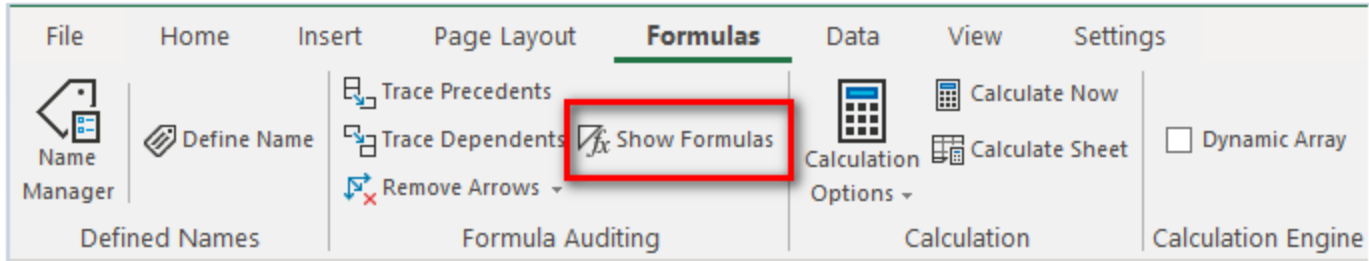 File Home Insert Page Layout Formulas Data View Settings
Name Manager
Define Name
Trace Precedents
Trace Dependents
Remove Arrows
fx Show Formulas
Calculation Options
Calculate Now
Calculate Sheet
Dynamic Array
Defined Names Formula Auditing Calculation Calculation Engine